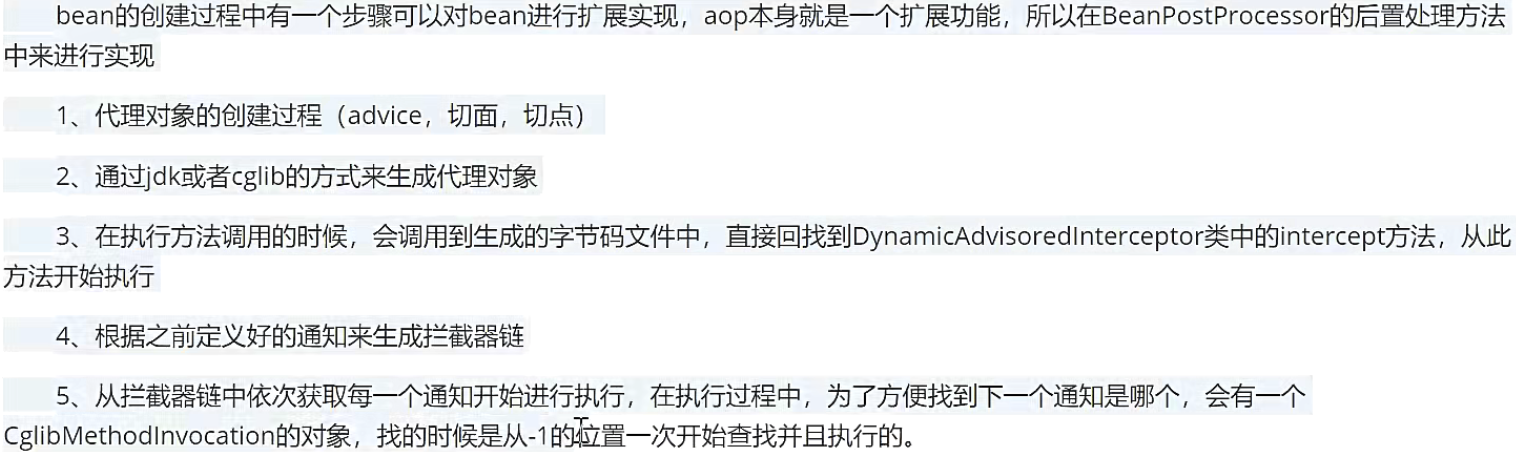 bean的创建过程中有一个步骤可以对bean进行扩展实现，aop本身就是一个扩展功能，所以在BeanPostProcessor的后置处理方法
中来进行实现
1、代理对象的创建过程（advice，切面，切点）
2、通过jdk或者cglib的方式来生成代理对象
3、在执行方法调用的时候，会调用到生成的字节码文件中，直接回找到DynamicAdvisoredInterceptor类中的intercept方法，从此
方法开始执行
4、根据之前定义好的通知来生成拦截器链
5、从拦截器链中依次获取每一个通知开始进行执行，在执行过程中，为了方便找到下一个通知是哪个，会有一个
CglibMethodInvocation的对象，找的时候是从-1的位置一次开始查找并且执行的。